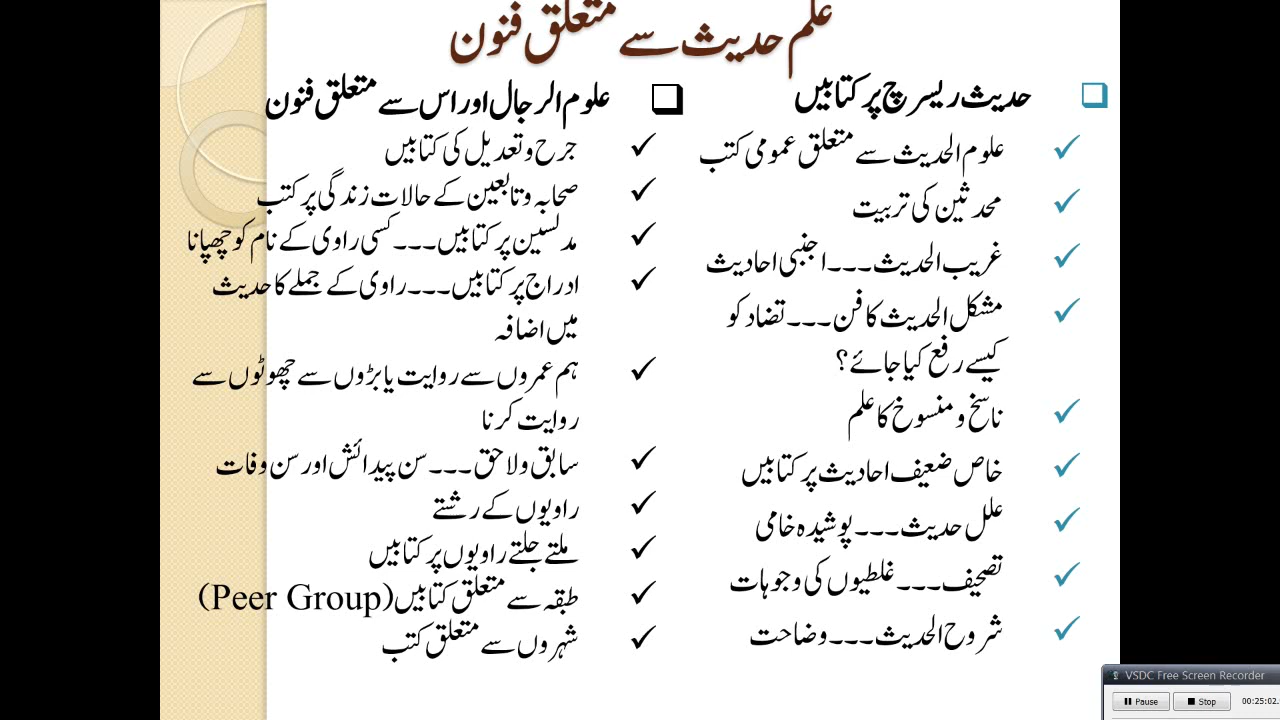 علم حدیث سے متعلق فنون
حدیث ریسرچ پر کتابیں
علوم الحدیث سے متعلق عمومی کتب
محدثین کی تربیت
غریب الحدیث۔۔۔اجنبی احادیث
مشکل الحدیث کا فن۔۔۔تضاد کو
کیسے رفع کیا جائے؟
ناسخ و منسوخ کا علم
خاص ضعیف احادیث پر کتابیں
علل حدیث۔۔۔پوشیدہ خامی
تصحیف۔۔۔غلطیوں کی وجوہات
شروح الحدیث۔۔۔وضاحت
علوم الرجال اور اس سے متعلق فنون
جرح و تعدیل کی کتابیں
صحابہ و تابعین کے حالات زندگی پر کتب
مدلسین پر کتابیں۔۔۔کسی راوی کے نام کو چھپانا
ادراج پر کتابیں۔۔۔راوی کے جملے کا حدیث
میں اضافہ
ہم عمروں سے روایت یا بڑوں سے چھوٹوں سے
روایت کرنا
سابق و لاحق۔۔۔سن پیدائش اور سن وفات
راویوں کے رشتے
ملتے جلتے راویوں پر کتابیں
طبقہ سے متعلق کتابیں(Peer Group)
شہروں سے متعلق کتب
VSDC Free Screen Recorder
Pause Stop 00:25:02.